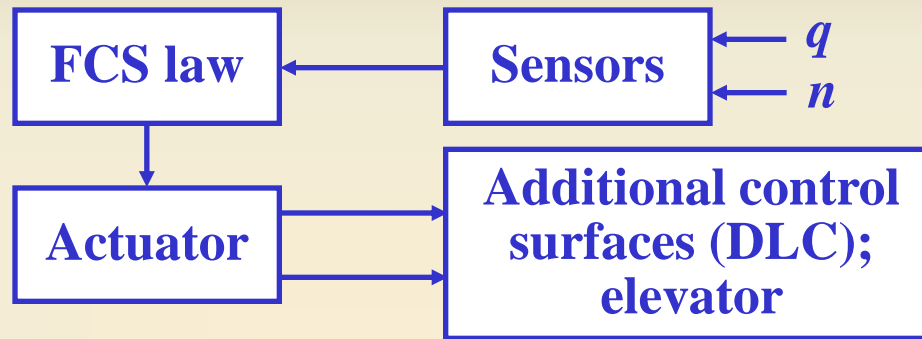 FCS law
Sensors
q
n
Actuator
Additional control
surfaces (DLC);
elevator